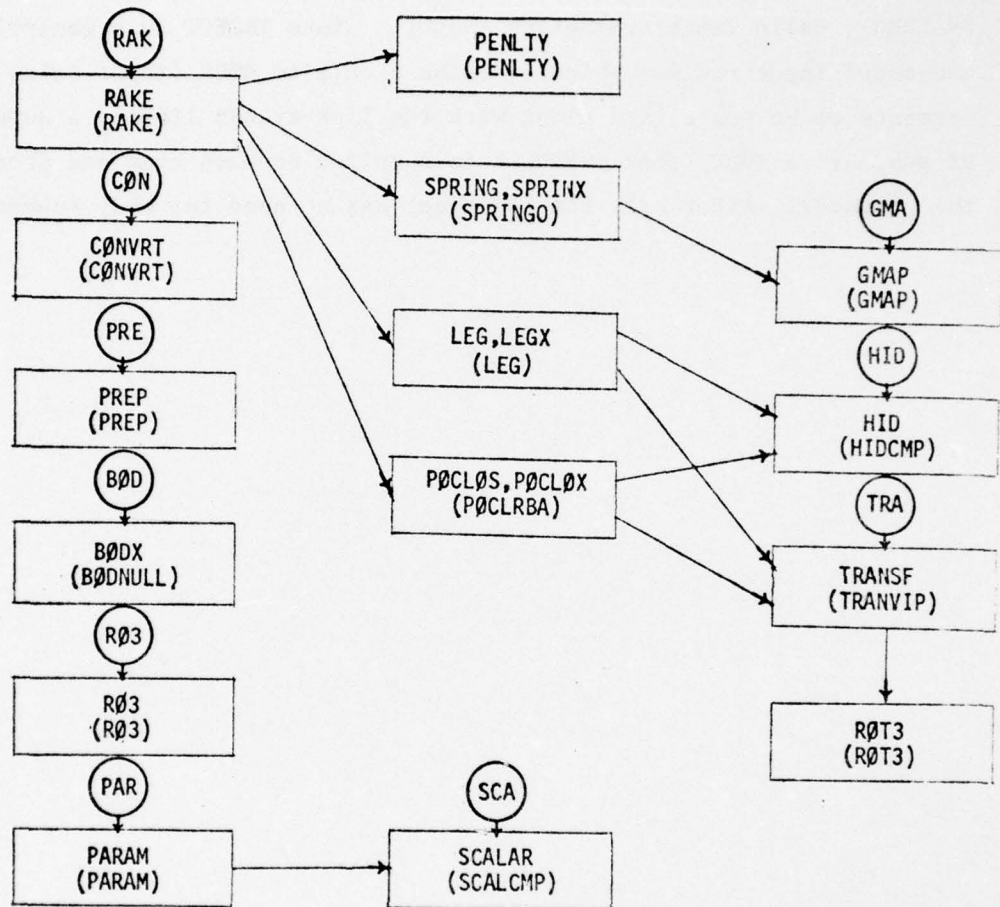 RAK
RAKE
(RAKE)
CØN
CØNVRT
(CØNVRT)
PRE
PREP
(PREP)
BØD
BØDX
(BØDNULL)
RØ3
RØ3
(RØ3)
PAR
PARAM
(PARAM)
PENLTY
(PENLTY)
SPRING,SPRINX
(SPRINGO)
LEG,LEGX
(LEG)
PØCLØS,PØCLØX
(PØCLRBA)
SCA
SCALAR
(SCALCMP)
GMA
GMAP
(GMAP)
HID
HID
(HIDCMP)
TRA
TRANSF
(TRANVIP)
RØT3
(RØT3)